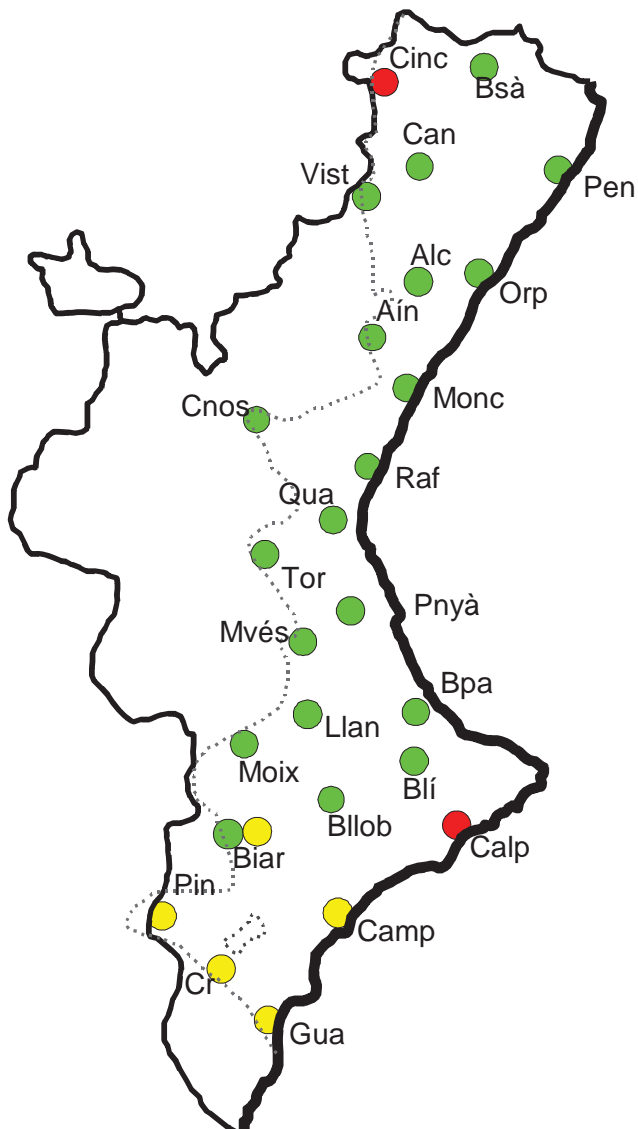 Cinc
Bsà
Can
Vist
Pen
Alc
Orp
Aín
Monc
Cnos
Raf
Qua
Tor
Pnyà
Mvés
Bpa
Llan
Moix
Blí
Bllob
Calp
Biar
Pin
Camp
Cr
Gua